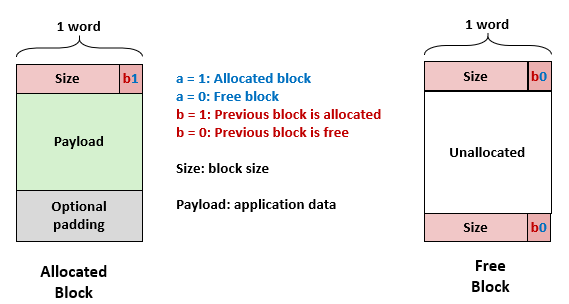 1 word
Size b1
Payload
Optional
padding
Allocated
Block
a = 1: Allocated block
a = 0: Free block
b = 1: Previous block is allocated
b = 0: Previous block is free
Size: block size
Payload: application data
1 word
Size b0
Unallocated
Size b0
Free
Block